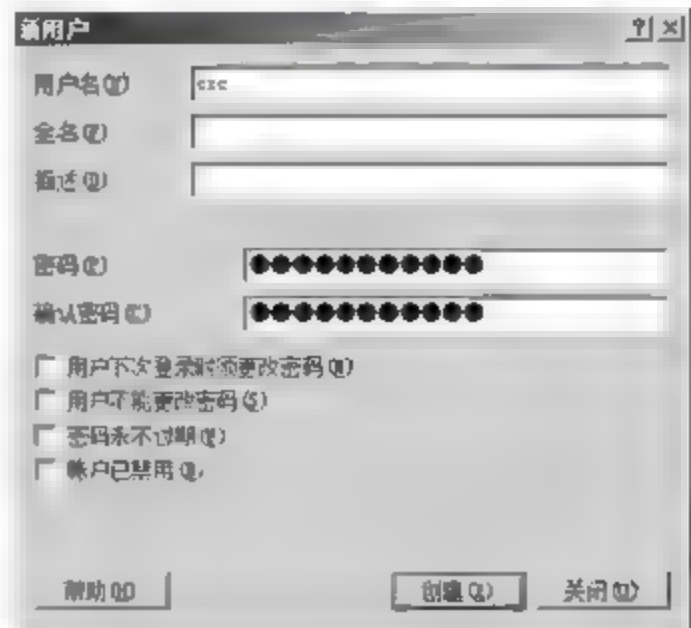 新用户
用户名(U)
全名(F)
描述(D)
密码(P)
确认密码(C)
用户下次登录时须更改密码(M)
用户不能更改密码(S)
密码永不过期(W)
帐户已禁用(B)
帮助(H)
创建(E)
关闭(O)